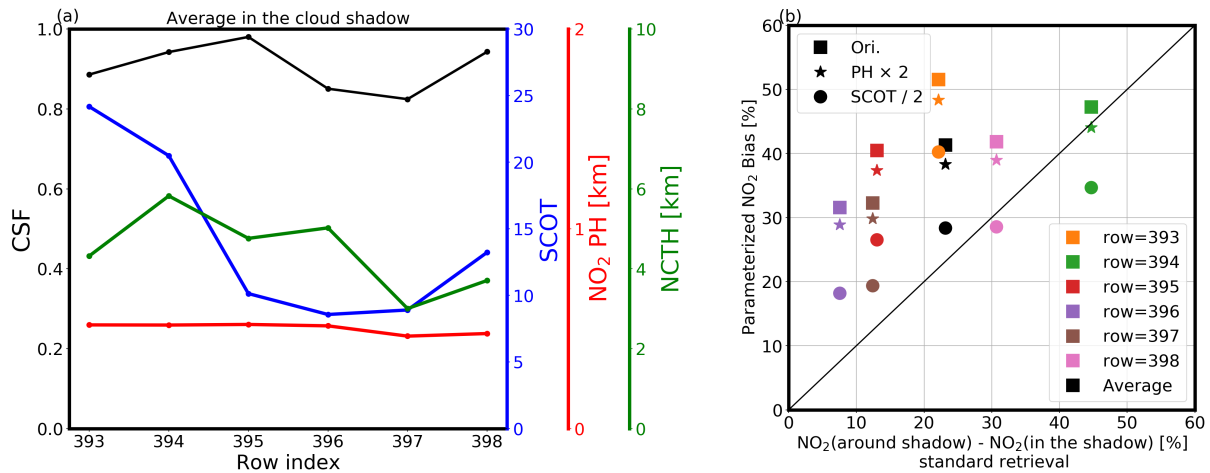 (a)
Average in the cloud shadow
CSF
1.0
0.8
0.6
0.4
0.2
0.0
393
394
395
396
397
398
Row index
30
25
20
15
10
5
0
SCOT
2
1
0
NO₂ PH [km]
10
8
6
4
2
0
NCTH [km]
(b)
Parameterized NO₂ Bias [%]
60
50
40
30
20
10
0
Ori.
PH × 2
SCOT / 2
row=393
row=394
row=395
row=396
row=397
row=398
Average
0
10
20
30
40
50
60
NO₂(around shadow) - NO₂(in the shadow) [%]
standard retrieval